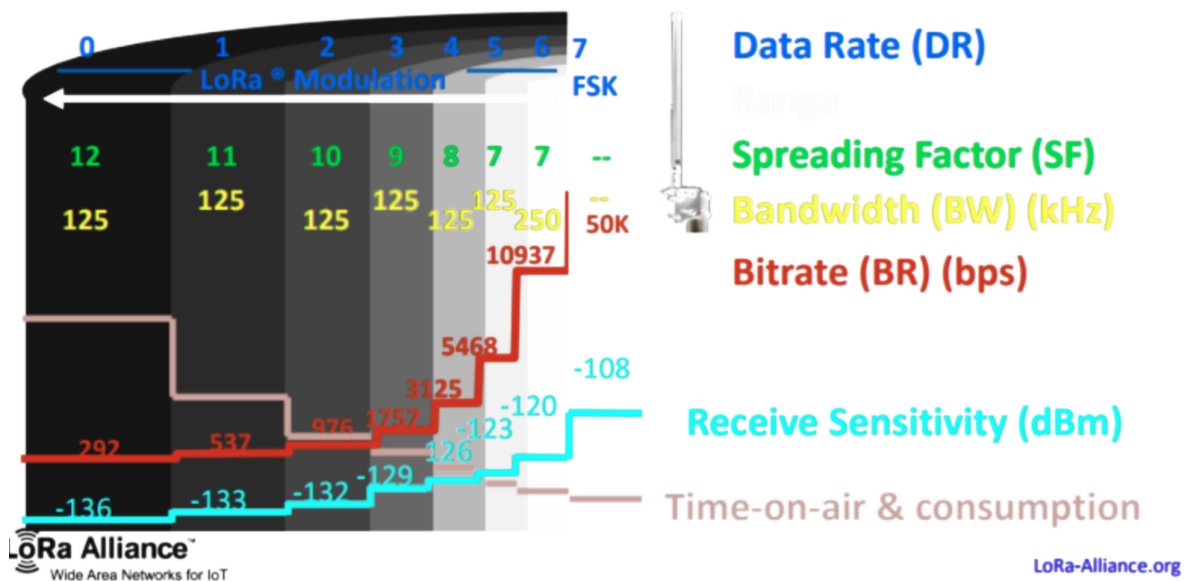 0 1 2 3 4 5 6 7
LoRa ® Modulation
FSK
Data Rate (DR)
Range
12 11 10 9 8 7 7 --
Spreading Factor (SF)
125 125 125 125 125 125 250 --
Bandwidth (BW) (kHz)
50K
10937
Bitrate (BR) (bps)
5468
3125
1757
976
537
292
-108
-120
-123
126
-129
-132
-133
-136
Receive Sensitivity (dBm)
Time-on-air & consumption
LoRa Alliance™
Wide Area Networks for IoT
LoRa-Alliance.org